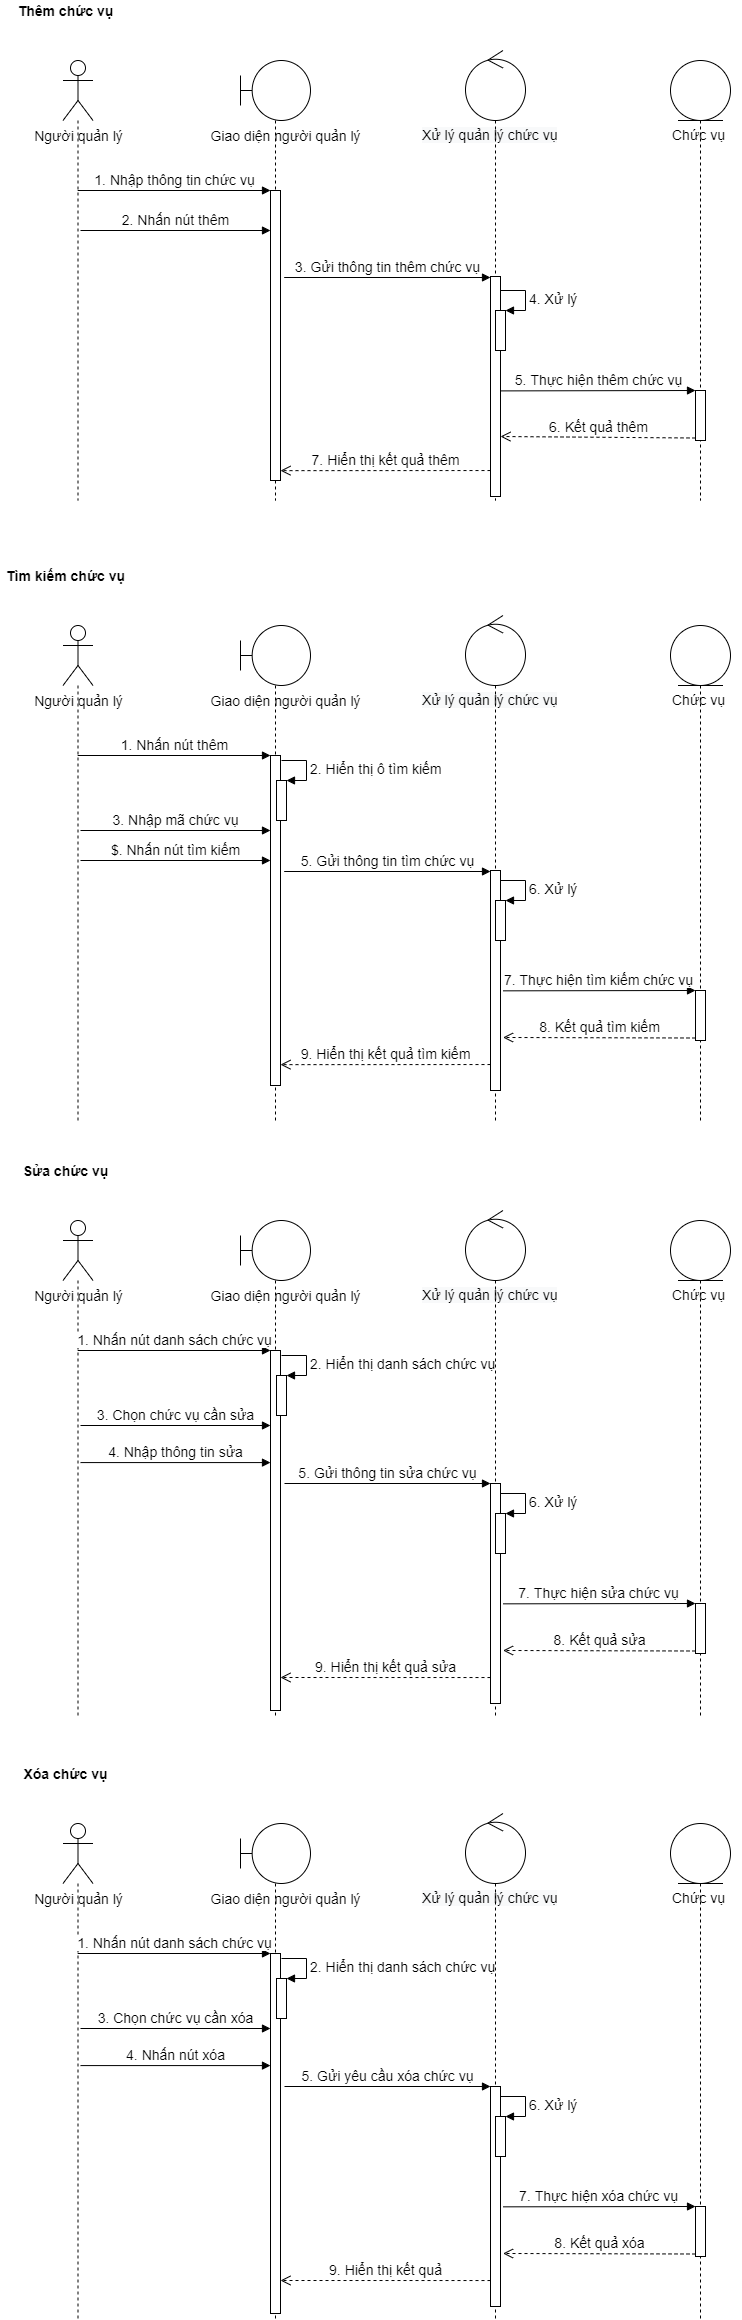 Thêm chức vụ
Người quản lý
Giao diện người quản lý
Xử lý quản lý chức vụ
Chức vụ
1. Nhập thông tin chức vụ
2. Nhấn nút thêm
3. Gửi thông tin thêm chức vụ
4. Xử lý
5. Thực hiện thêm chức vụ
6. Kết quả thêm
7. Hiển thị kết quả thêm
Tìm kiếm chức vụ
Người quản lý
Giao diện người quản lý
Xử lý quản lý chức vụ
Chức vụ
1. Nhấn nút thêm
2. Hiển thị ô tìm kiếm
3. Nhập mã chức vụ
$. Nhấn nút tìm kiếm
5. Gửi thông tin tìm chức vụ
6. Xử lý
7. Thực hiện tìm kiếm chức vụ
8. Kết quả tìm kiếm
9. Hiển thị kết quả tìm kiếm
Sửa chức vụ
Người quản lý
Giao diện người quản lý
Xử lý quản lý chức vụ
Chức vụ
1. Nhấn nút danh sách chức vụ
2. Hiển thị danh sách chức vụ
3. Chọn chức vụ cần sửa
4. Nhập thông tin sửa
5. Gửi thông tin sửa chức vụ
6. Xử lý
7. Thực hiện sửa chức vụ
8. Kết quả sửa
9. Hiển thị kết quả sửa
Xóa chức vụ
Người quản lý
Giao diện người quản lý
Xử lý quản lý chức vụ
Chức vụ
1. Nhấn nút danh sách chức vụ
2. Hiển thị danh sách chức vụ
3. Chọn chức vụ cần xóa
4. Nhấn nút xóa
5. Gửi yêu cầu xóa chức vụ
6. Xử lý
7. Thực hiện xóa chức vụ
8. Kết quả xóa
9. Hiển thị kết quả